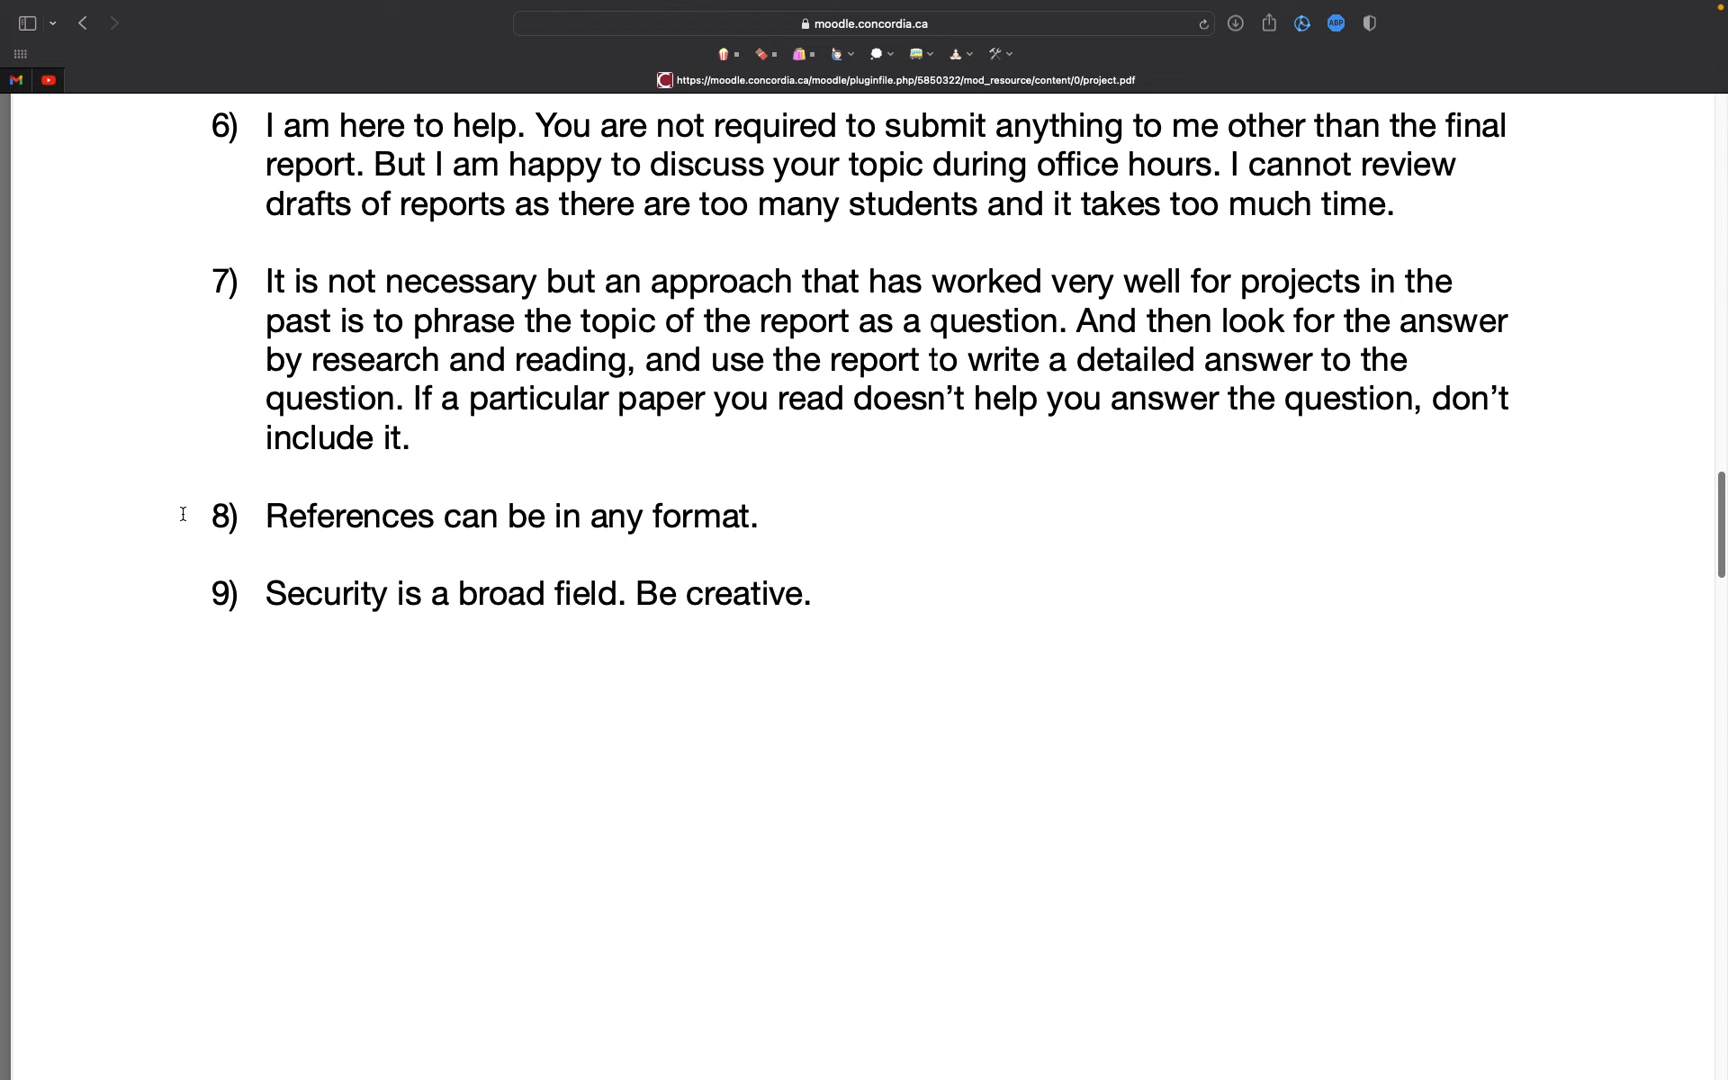 moodle.concordia.ca
ABP
https://moodle.concordia.ca/moodle/pluginfile.php/5850322/mod_resource/content/0/project.pdf
6) I am here to help. You are not required to submit anything to me other than the final
report. But I am happy to discuss your topic during office hours. I cannot review
drafts of reports as there are too many students and it takes too much time.
7) It is not necessary but an approach that has worked very well for projects in the
past is to phrase the topic of the report as a question. And then look for the answer
by research and reading, and use the report to write a detailed answer to the
question. If a particular paper you read doesn’t help you answer the question, don’t
include it.
8) References can be in any format.
9) Security is a broad field. Be creative.